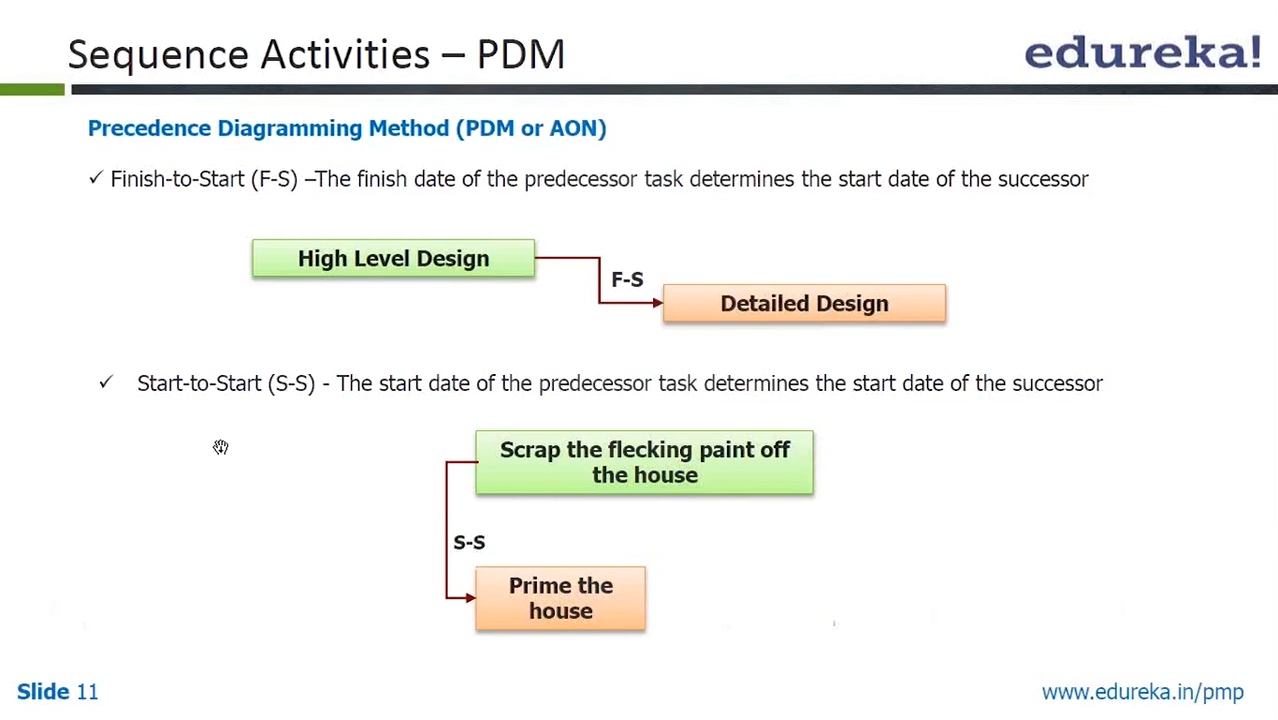 Sequence Activities – PDM
edureka!
Precedence Diagramming Method (PDM or AON)
✓ Finish-to-Start (F-S) –The finish date of the predecessor task determines the start date of the successor
High Level Design
F-S
Detailed Design
✓ Start-to-Start (S-S) - The start date of the predecessor task determines the start date of the successor
Scrap the flecking paint off
the house
S-S
Prime the
house
Slide 11
www.edureka.in/pmp